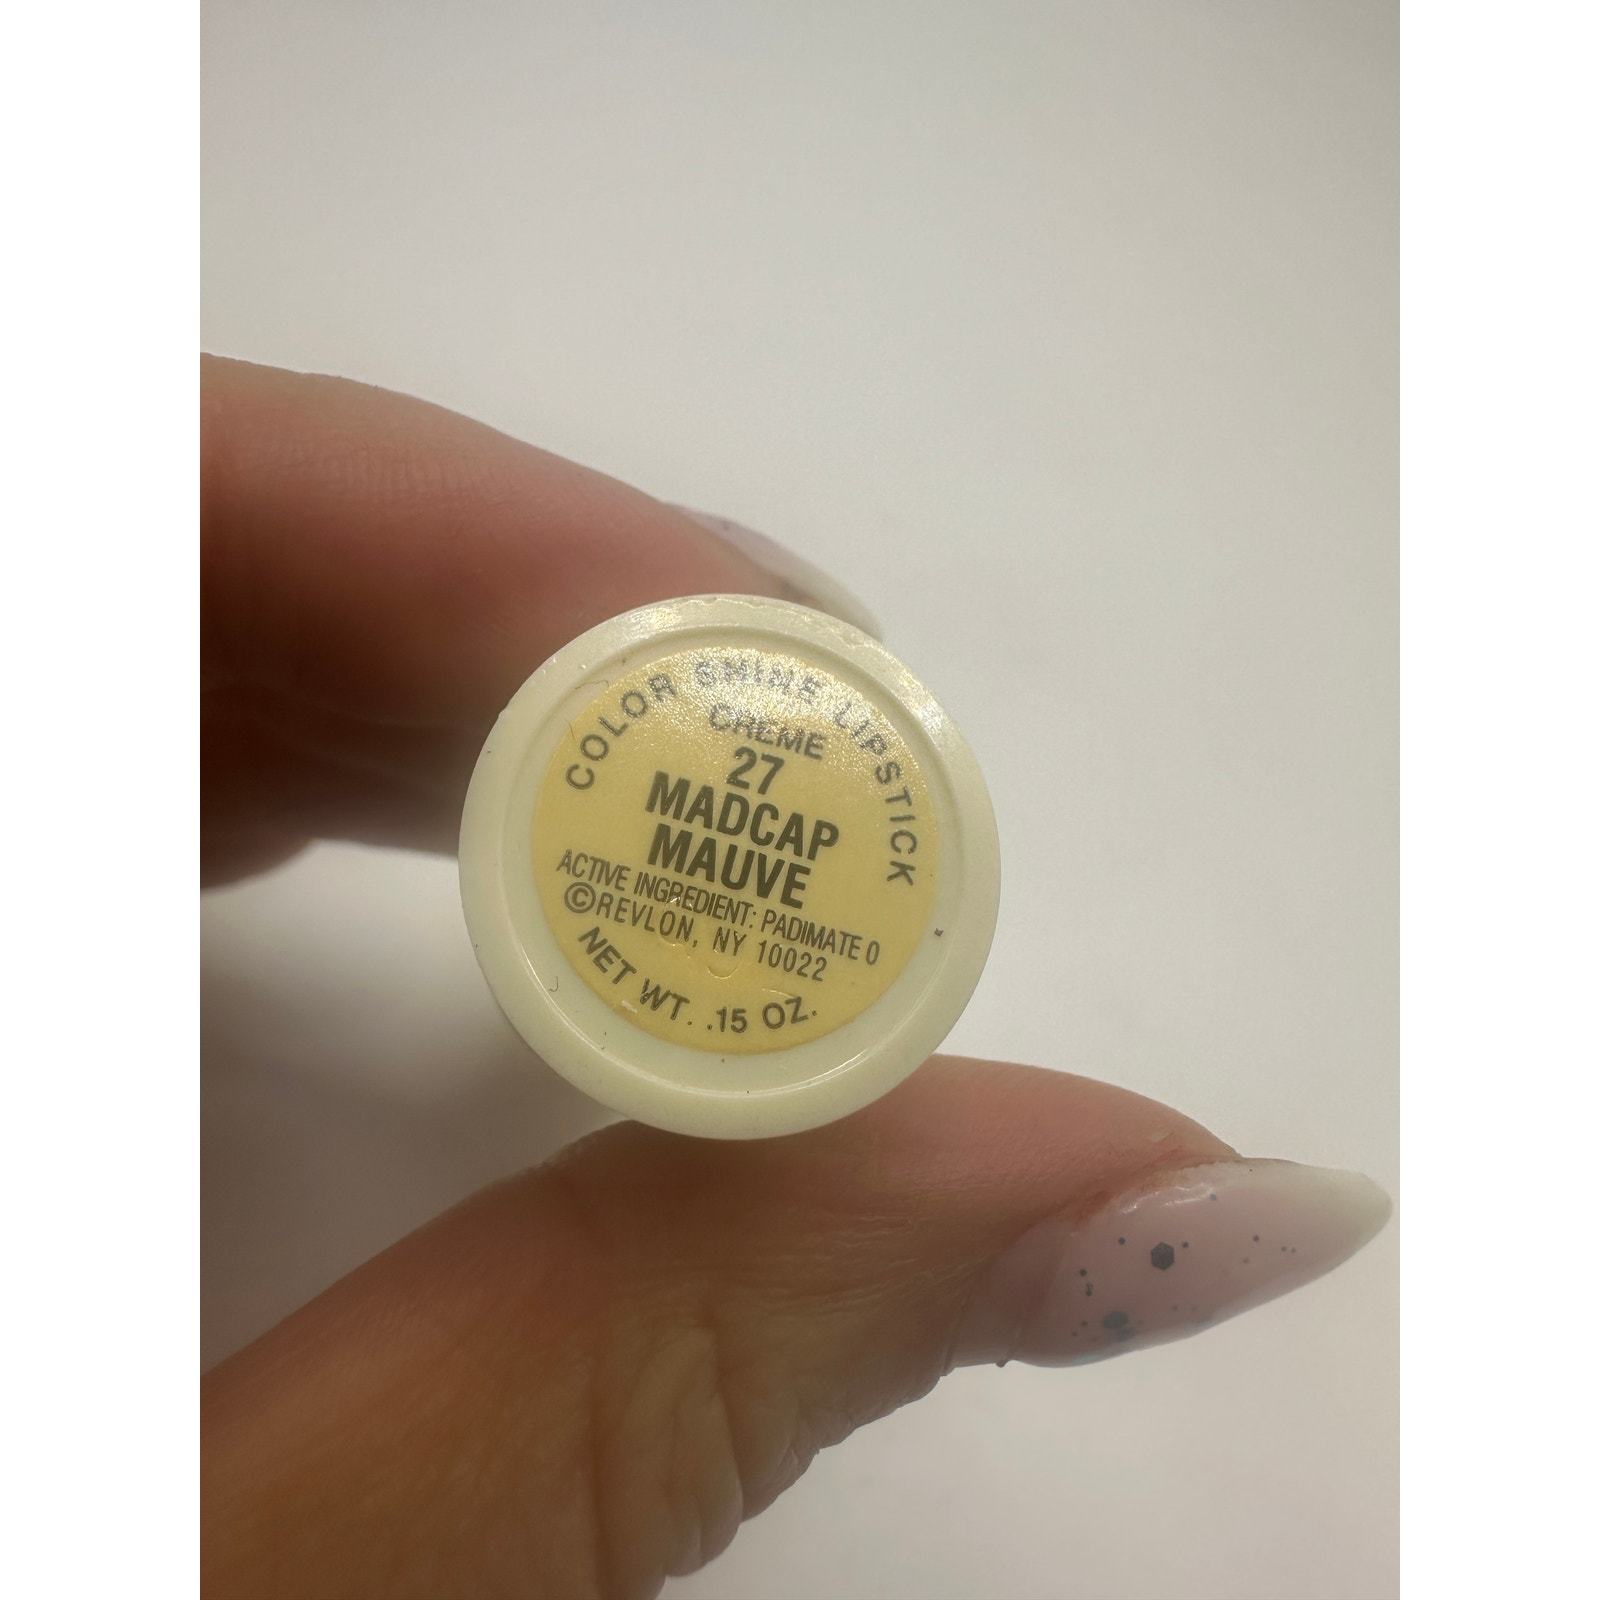 COLOR SHINE LIPSTICK
CREME
27
MADCAP
MAUVE
ACTIVE INGREDIENT: PADIMATE O
©REVLON, NY 10022
NET WT. .15 OZ.